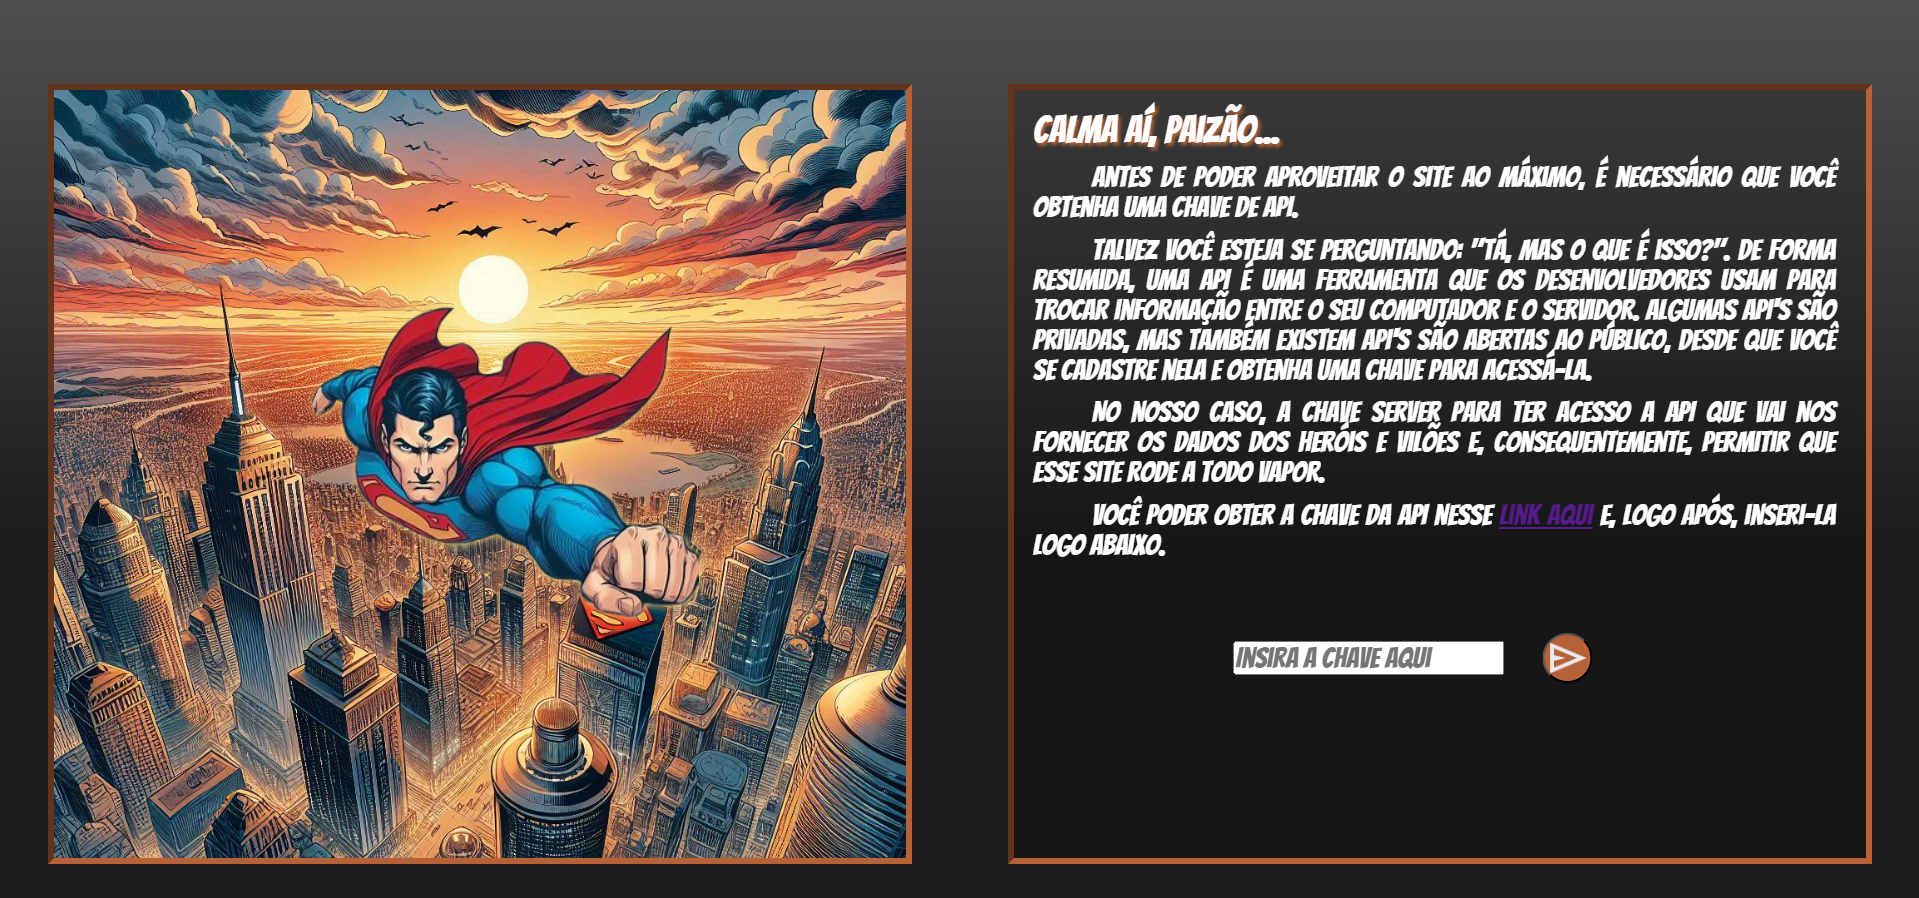 CALMA AÍ, PAIZÃO...
ANTES DE PODER APROVEITAR O SITE AO MÁXIMO, É NECESSÁRIO QUE VOCÊ
OBTENHA UMA CHAVE DE API.
TALVEZ VOCÊ ESTEJA SE PERGUNTANDO: "TÁ, MAS O QUE É ISSO?". DE FORMA
RESUMIDA, UMA API É UMA FERRAMENTA QUE OS DESENVOLVEDORES USAM PARA
TROCAR INFORMAÇÃO ENTRE O SEU COMPUTADOR E O SERVIDOR. ALGUMAS API'S SÃO
PRIVADAS, MAS TAMBÉM EXISTEM API'S SÃO ABERTAS AO PÚBLICO, DESDE QUE VOCÊ
SE CADASTRE NELA E OBTENHA UMA CHAVE PARA ACESSÁ-LA.
NO NOSSO CASO, A CHAVE SERVER PARA TER ACESSO A API QUE VAI NOS
FORNECER OS DADOS DOS HERÓIS E VILÕES E, CONSEQUENTEMENTE, PERMITIR QUE
ESSE SITE RODE A TODO VAPOR.
VOCÊ PODER OBTER A CHAVE DA API NESSE LINK AQUI E, LOGO APÓS, INSERI-LA
LOGO ABAIXO.
INSIRA A CHAVE AQUI